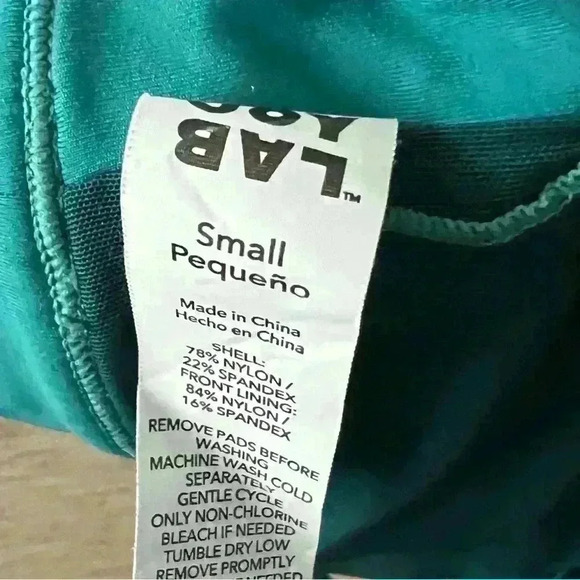 LAB™
Small
Pequeño
Made in China
Hecho en China
SHELL:
78% NYLON /
22% SPANDEX
FRONT LINING:
84% NYLON /
16% SPANDEX
REMOVE PADS BEFORE
WASHING
MACHINE WASH COLD
SEPARATELY
GENTLE CYCLE
ONLY NON-CHLORINE
BLEACH IF NEEDED
TUMBLE DRY LOW
REMOVE PROMPTLY
NEEDED